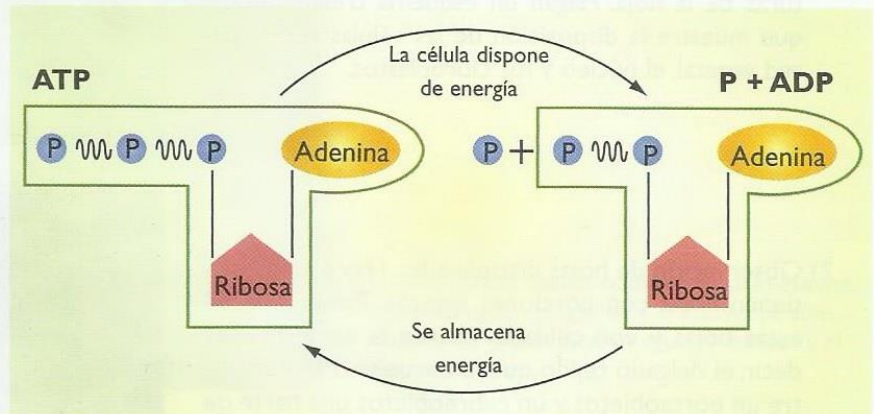 La célula dispone
de energía
ATP
P + ADP
P P P Adenina
P + P P Adenina
Ribosa
Ribosa
Se almacena
energía